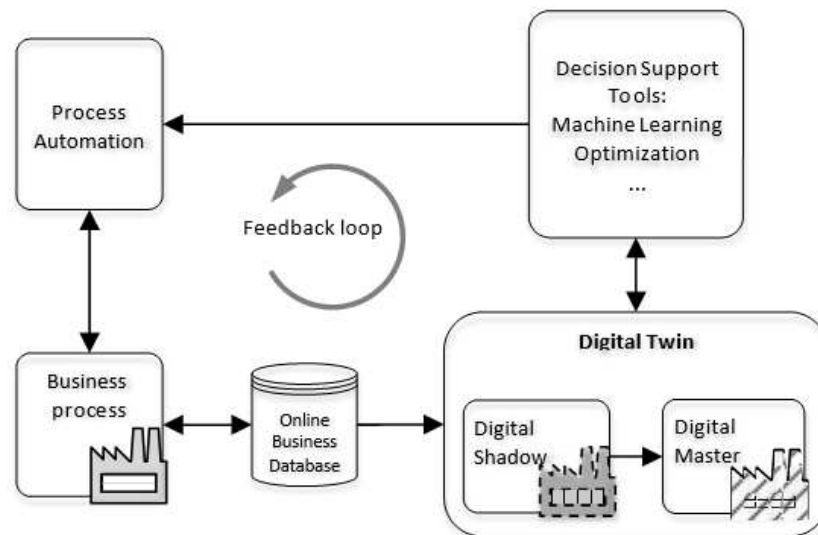 Process
Automation
Decision Support
Tools:
Machine Learning
Optimization
...
Feedback loop
Business
process
Online
Business
Database
Digital Twin
Digital
Shadow
Digital
Master